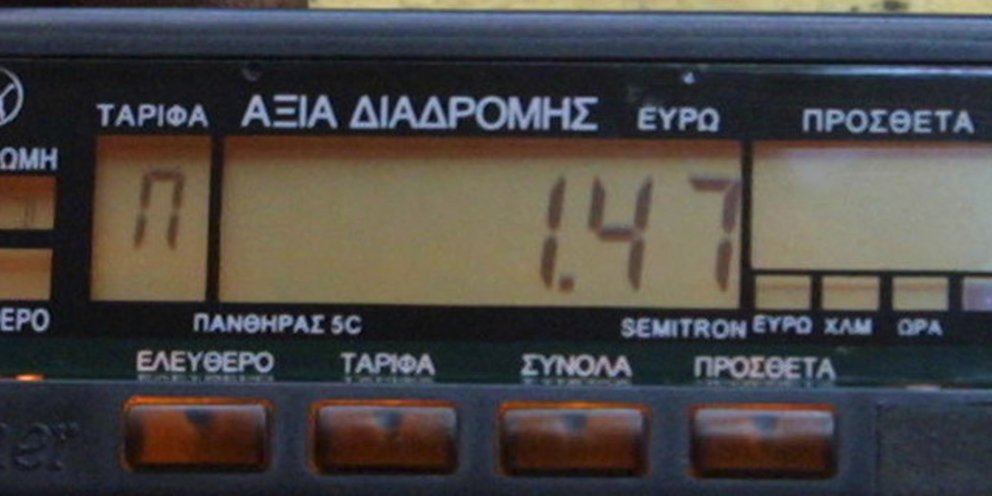 ΤΑΡΙΦΑ ΑΞΙΑ ΔΙΑΔΡΟΜΗΣ ΕΥΡΩ ΠΡΟΣΘΕΤΑ
ΩΜΗ
Π 1.47
ΕΡΟ ΠΑΝΘΗΡΑΣ 5C SEMITRON ΕΥΡΩ ΧΛΜ ΩΡΑ
ΕΛΕΥΘΕΡΟ ΤΑΡΙΦΑ ΣΥΝΟΛΑ ΠΡΟΣΘΕΤΑ